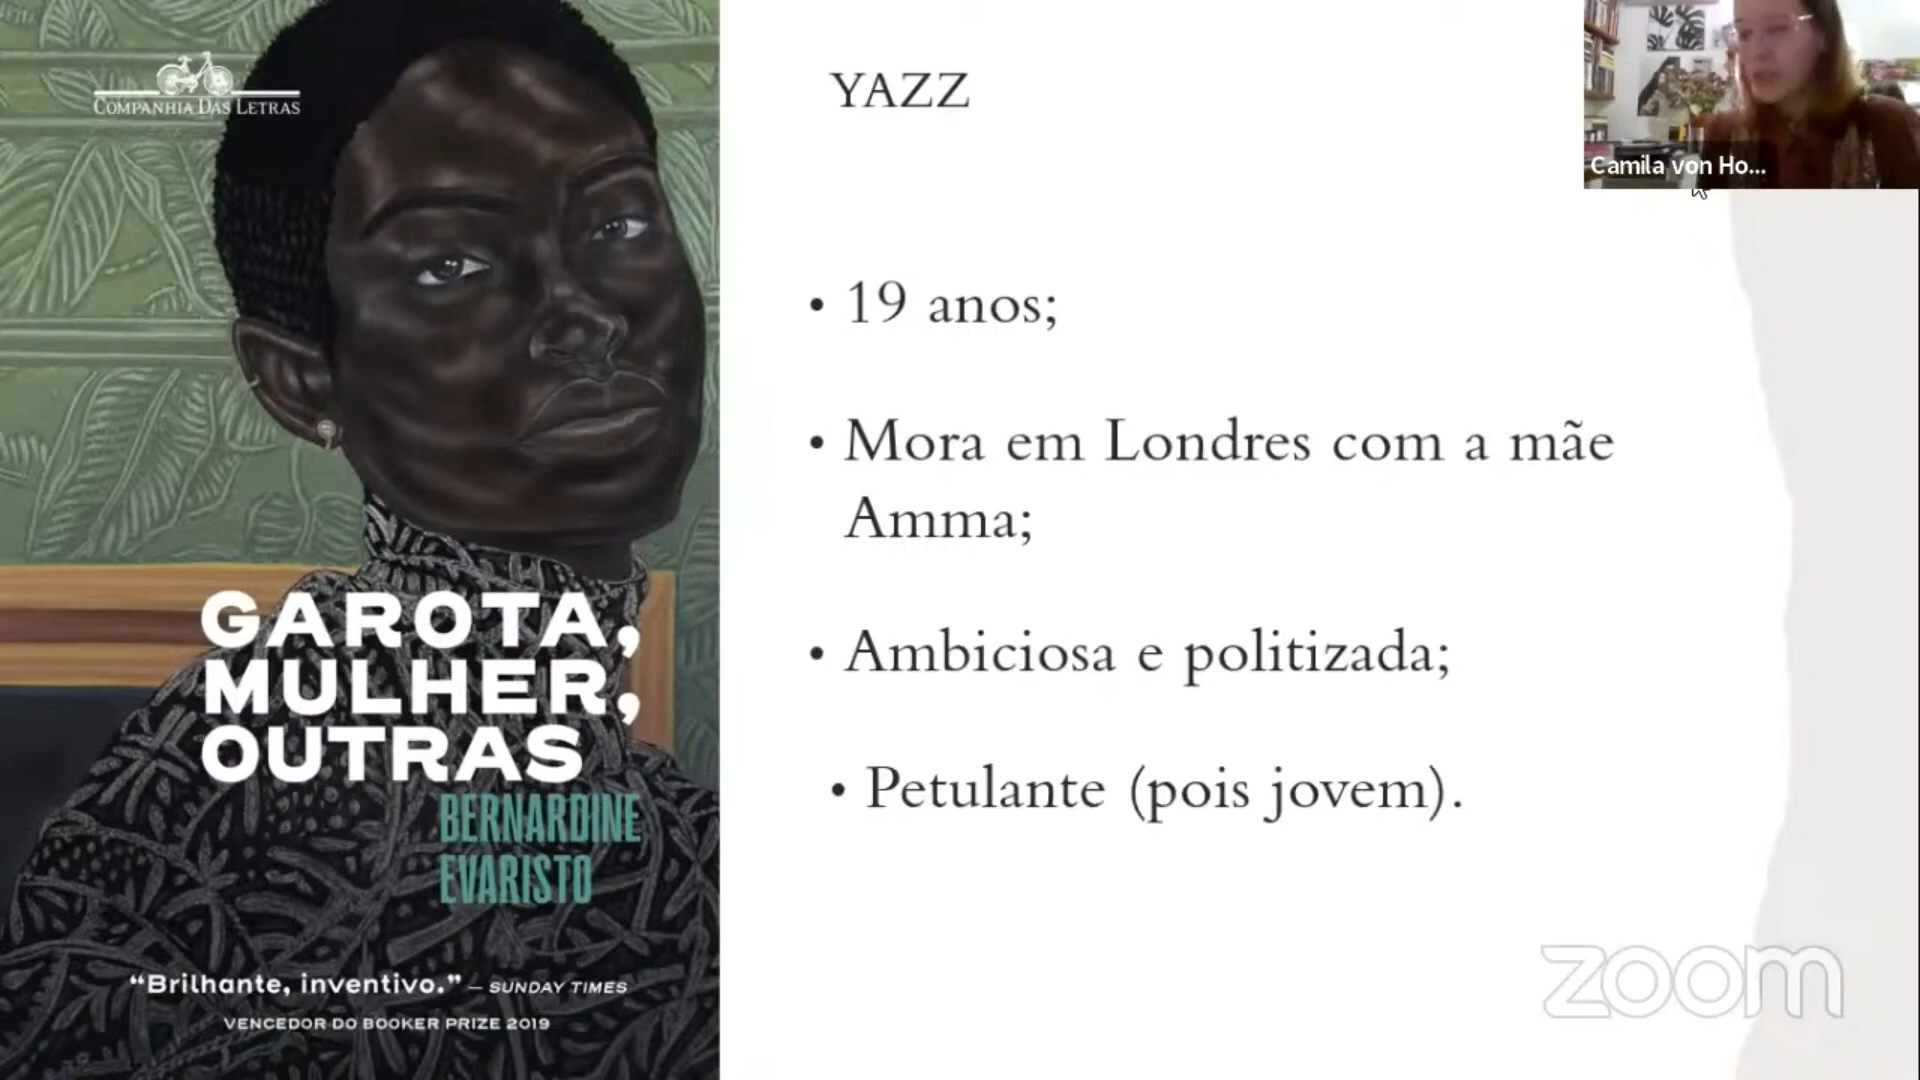 COMPANHIA DAS LETRAS
GAROTA,
MULHER,
OUTRAS
BERNARDINE
EVARISTO
“Brilhante, inventivo.” — SUNDAY TIMES
VENCEDOR DO BOOKER PRIZE 2019
YAZZ
• 19 anos;
• Mora em Londres com a mãe
Amma;
• Ambiciosa e politizada;
• Petulante (pois jovem).
Camila von Ho...
zoom